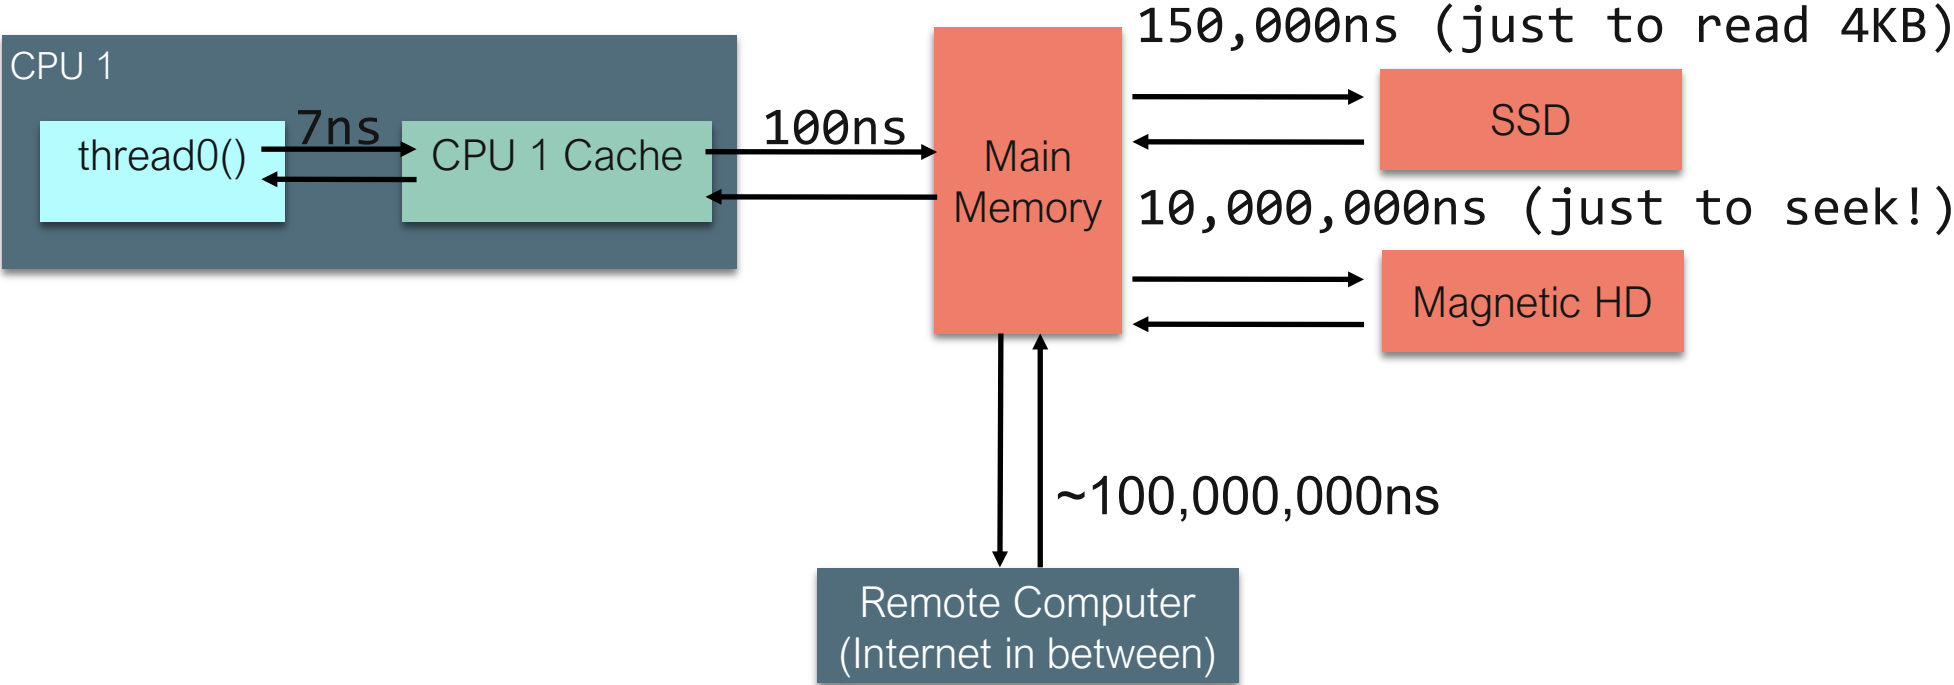 150,000ns (just to read 4KB)
CPU 1
thread0()
7ns
CPU 1 Cache
100ns
Main
Memory
SSD
10,000,000ns (just to seek!)
Magnetic HD
~100,000,000ns
Remote Computer
(Internet in between)